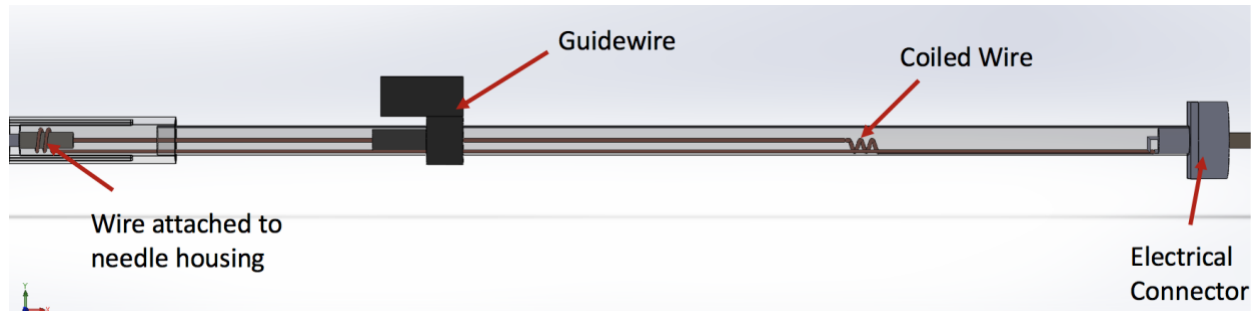 Guidewire
Coiled Wire
Wire attached to
needle housing
Electrical
Connector
Y
X